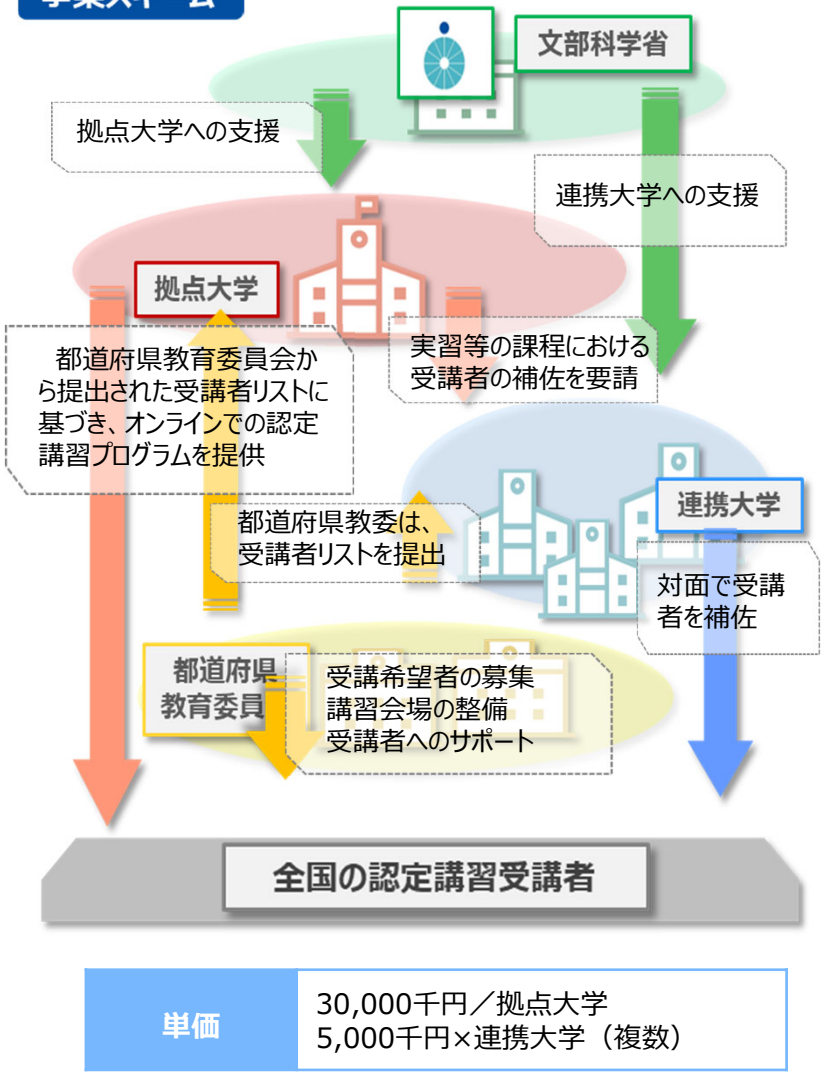 事業スキーム
文部科学省
拠点大学への支援
連携大学への支援
拠点大学
都道府県教育委員会か
ら提出された受講者リストに
基づき、オンラインでの認定
講習プログラムを提供
実習等の課程における
受講者の補佐を要請
連携大学
都道府県教委は、
受講者リストを提出
対面で受講
者を補佐
都道府県
教育委員
受講希望者の募集
講習会場の整備
受講者へのサポート
全国の認定講習受講者
単価
30,000千円／拠点大学
5,000千円×連携大学（複数）